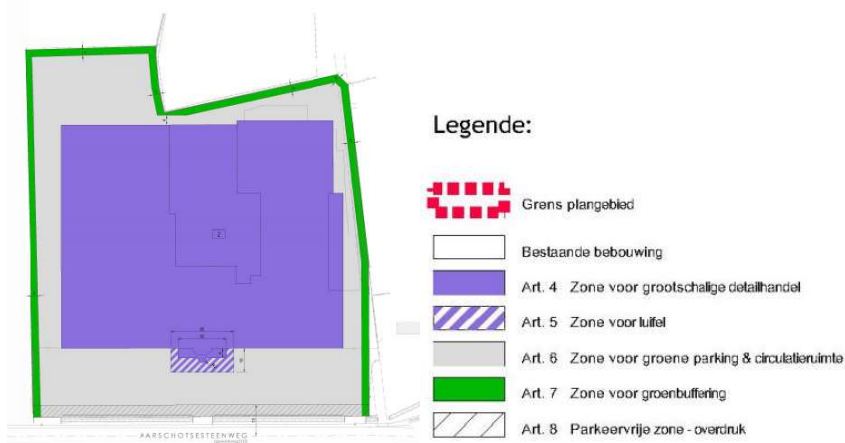 Legende:
Grens plangebied
Bestaande bebouwing
Art. 4 Zone voor grootschalige detailhandel
Art. 5 Zone voor luifel
Art. 6 Zone voor groene parking & circulatieruimte
Art. 7 Zone voor groenbuffering
Art. 8 Parkeervrije zone - overdruk
2
AARSCHOTSESTEENWEG